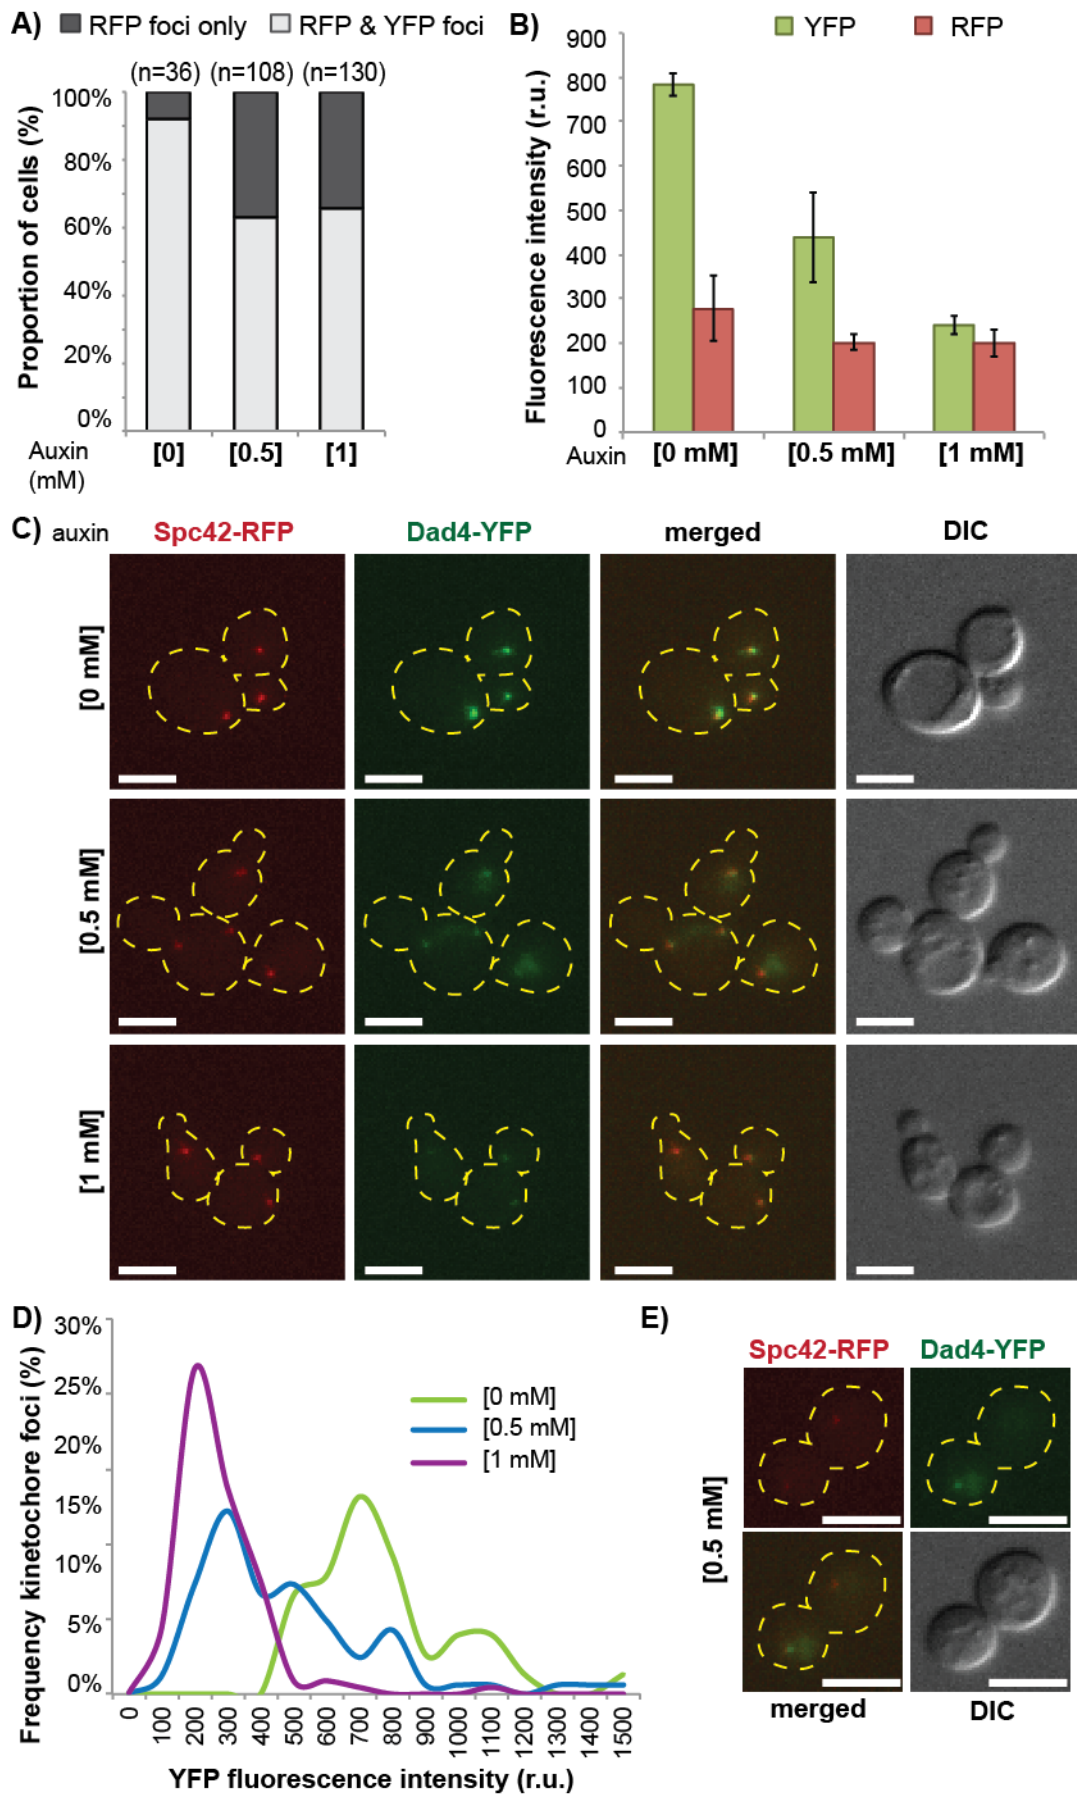 A) RFP foci only RFP & YFP foci
(n=36) (n=108) (n=130)
Proportion of cells (%)
100%
80%
60%
40%
20%
0%
Auxin (mM) [0] [0.5] [1]
B) YFP RFP
Fluorescence intensity (r.u.)
900
800
700
600
500
400
300
200
100
0
Auxin [0 mM] [0.5 mM] [1 mM]
C) auxin Spc42-RFP Dad4-YFP merged DIC
[0 mM]
[0.5 mM]
[1 mM]
D)
Frequency kinetochore foci (%)
30%
25%
20%
15%
10%
5%
0%
[0 mM]
[0.5 mM]
[1 mM]
0 100 200 300 400 500 600 700 800 900 1000 1100 1200 1300 1400 1500
YFP fluorescence intensity (r.u.)
E)
Spc42-RFP Dad4-YFP
[0.5 mM]
merged DIC